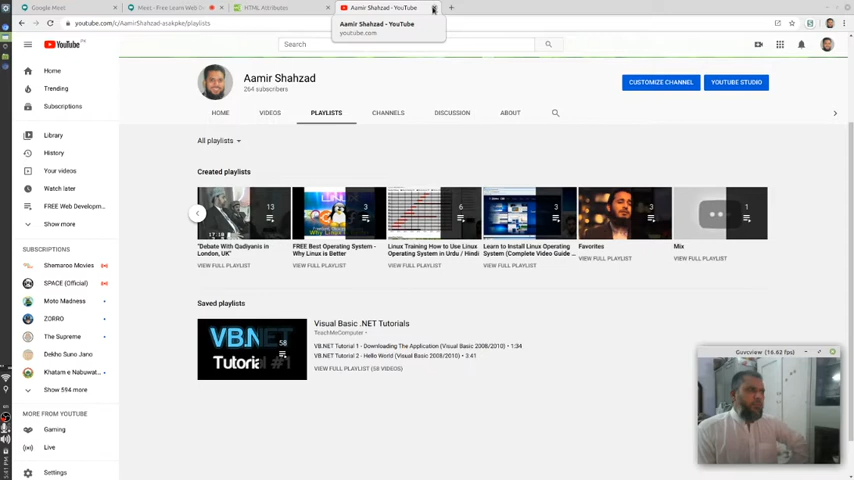 Google Meet
Meet - Free Learn Web D
HTML Attributes
Aamir Shahzad - YouTube
Aamir Shahzad - YouTube
youtube.com
youtube.com/c/AamirShahzad-asakpke/playlists
YouTube PK
Search
Home
Trending
Subscriptions
Library
History
Your videos
Watch later
FREE Web Developm...
Show more
SUBSCRIPTIONS
Shemaroo Movies
SPACE (Official)
Moto Madness
ZORRO
The Supreme
Dekho Suno Jano
Khatam e Nabuwat...
Show 594 more
MORE FROM YOUTUBE
Gaming
Live
Settings
Aamir Shahzad
264 subscribers
CUSTOMIZE CHANNEL
YOUTUBE STUDIO
HOME
VIDEOS
PLAYLISTS
CHANNELS
DISCUSSION
ABOUT
All playlists
Created playlists
13
3
6
3
3
1
"Debate With Qadiyanis in
London, UK"
VIEW FULL PLAYLIST
FREE Best Operating System -
Why Linux is Better
VIEW FULL PLAYLIST
Linux Training How to Use Linux
Operating System in Urdu / Hindi
VIEW FULL PLAYLIST
Learn to Install Linux Operating
System (Complete Video Guide ...
VIEW FULL PLAYLIST
Favorites
VIEW FULL PLAYLIST
Mix
VIEW FULL PLAYLIST
Saved playlists
VB.NET
Tutorial #1
58
Visual Basic .NET Tutorials
TeachMeComputer
VB.NET Tutorial 1 - Downloading The Application (Visual Basic 2008/2010) • 1:34
VB.NET Tutorial 2 - Hello World (Visual Basic 2008/2010) • 3:41
VIEW FULL PLAYLIST (58 VIDEOS)
Guvcview (16.62 fps)
5:41 PM